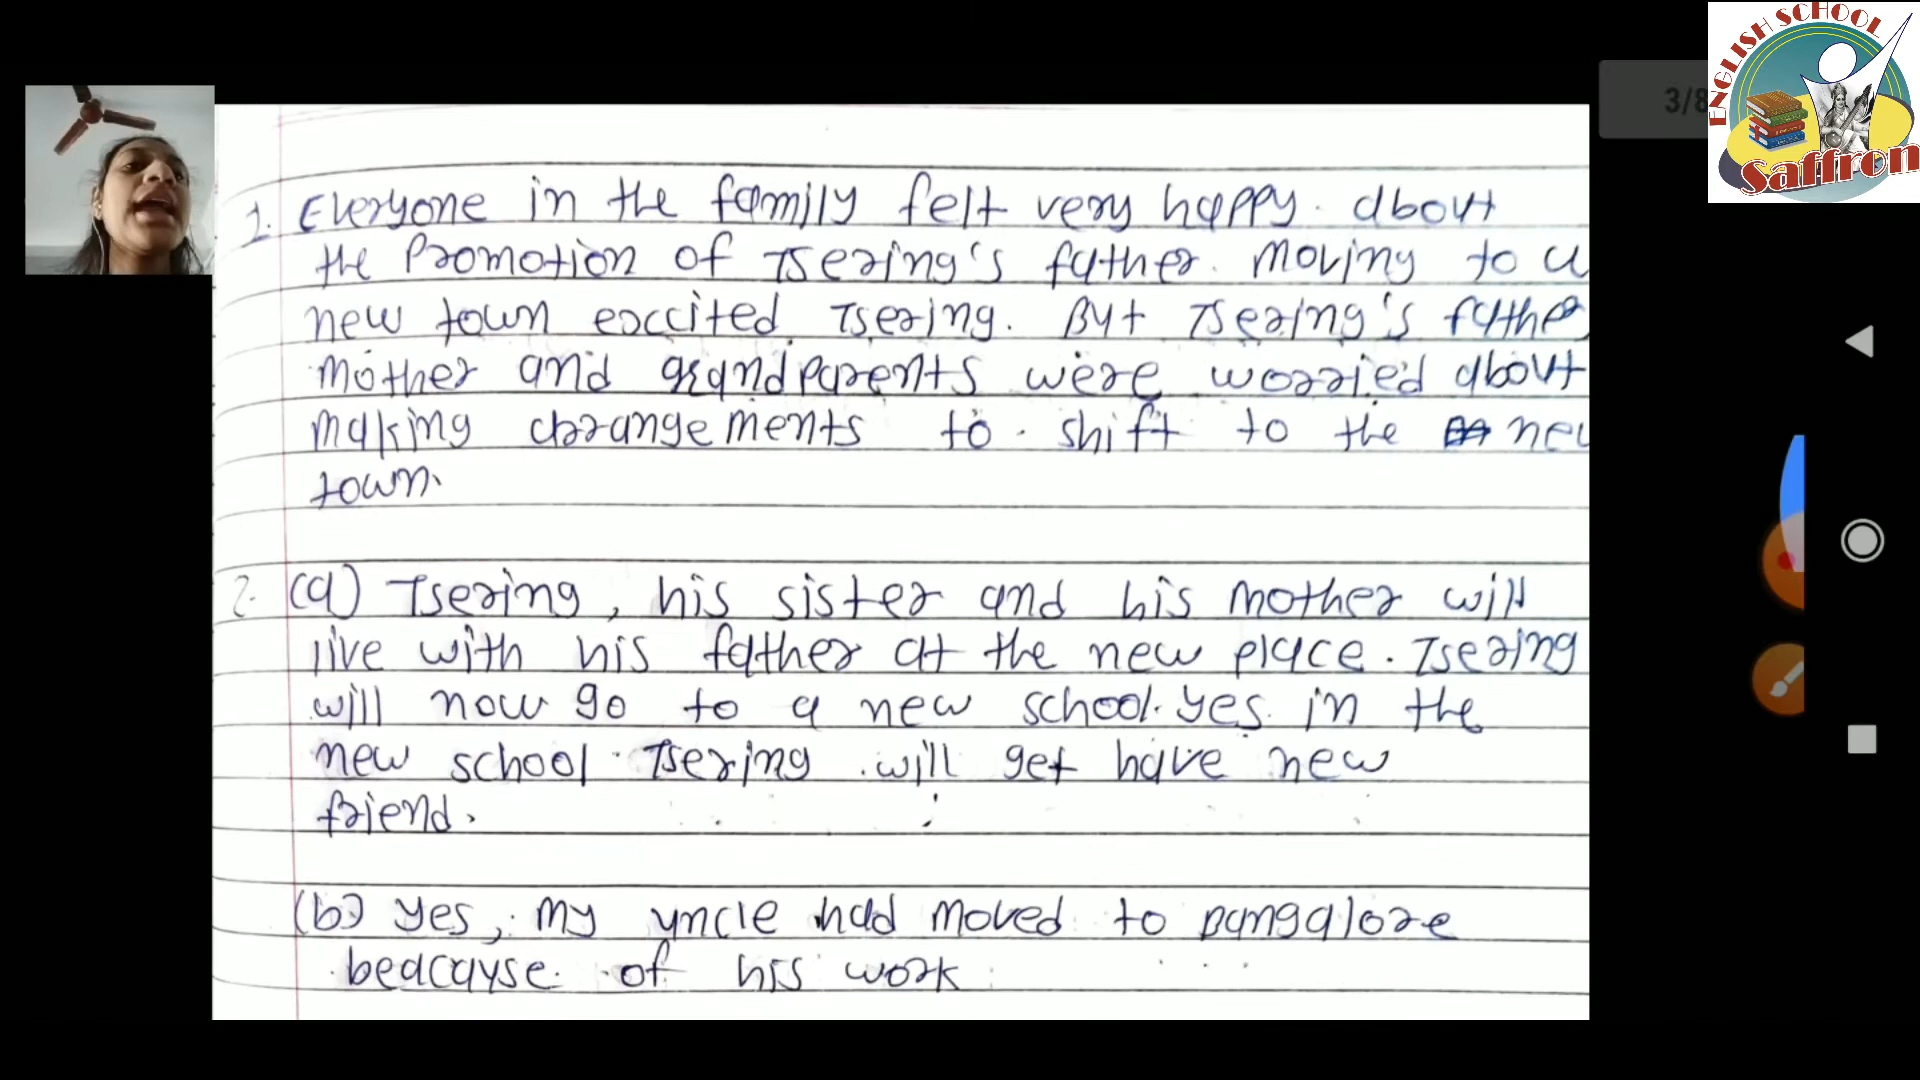 ENGLISH SCHOOL
Saffron
3/8
1. Everyone in the family felt very happy. about
the Promotion of Tsering's father. Moving to a
new town exccited Tsering. But Tsering's fathe
mother and grandparents were worried about
making arrangements to shift to the new
town.
2. (a) Tsering, his sister and his mother will
live with his father at the new place. Tsering
will now go to a new school. yes in the
new school Tsering will get have new
friend.
(b) yes, my uncle had moved to Bangalore
beacayse of his work